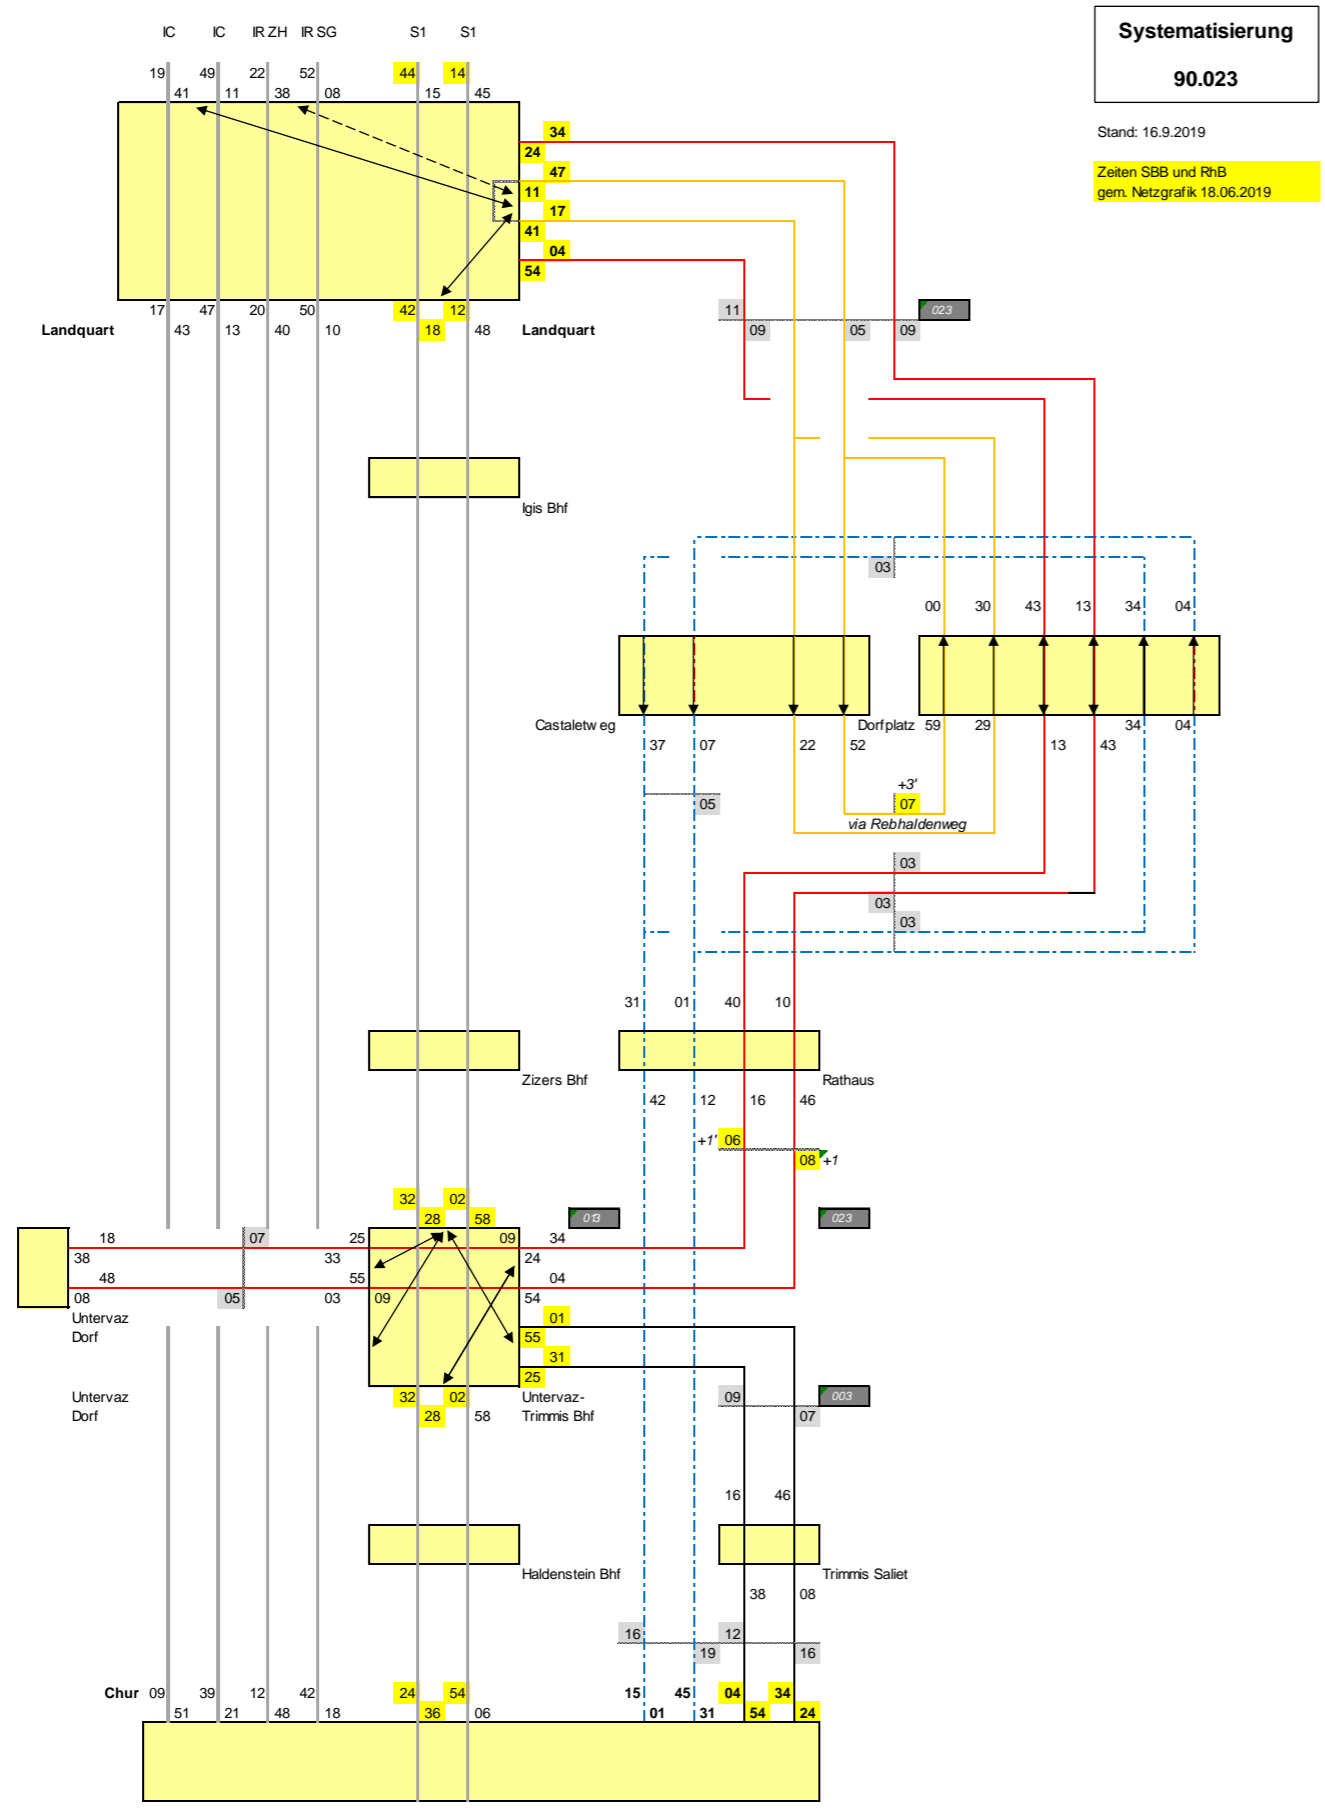 IC IC IR ZH IR SG S1 S1
Systematisierung
90.023
19 49 22 52 44 14
41 11 38 08 15 45
Stand: 16.9.2019
34
24
47
11
17
41
04
54
Zeiten SBB und RhB
gem. Netzgrafik 18.06.2019
17 47 20 50 42 12 11 023
Landquart 43 13 40 10 18 48 Landquart 09 05 09
Igis Bhf
03
00 30 43 13 34 04
Castaletweg Dorfplatz 59 29 34 04
37 07 22 52 13 43
+3'
05 07
via Rebhaldenweg
03
03
03
31 01 40 10
Zizers Bhf Rathaus
42 12 16 46
+1' 06
08 +1
32 02
28 58 013 023
18 07 25 09 34
38 33 24
48 55 04
08 05 03 09 54
Untervaz
Dorf
01
55
31
25
Untervaz
Dorf
32 02 Untervaz-
Trimmis Bhf
28 58
09 003
07
16 46
Haldenstein Bhf Trimmis Saliet
38 08
16 12
19 16
Chur 09 39 12 42 24 54 15 45 04 34
51 21 48 18 36 06 01 31 54 24